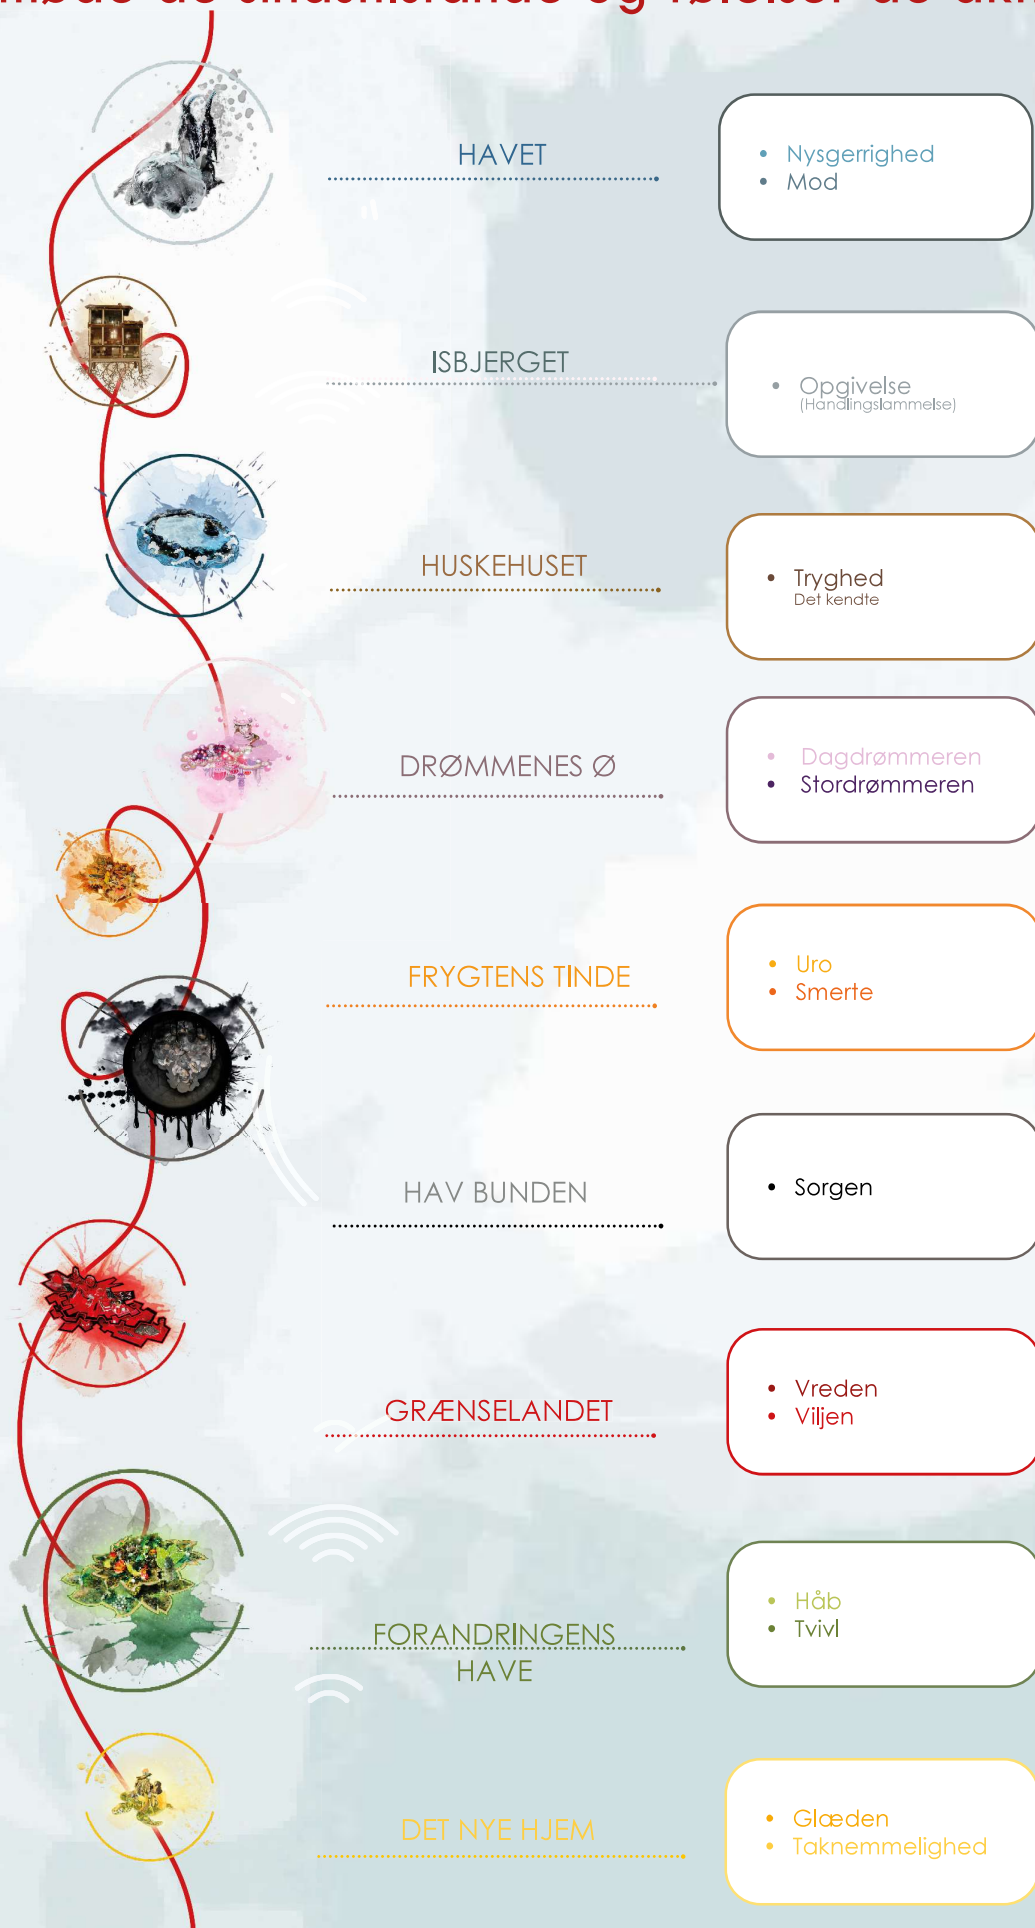 HAVET
• Nysgerrighed
• Mod
ISBJERGET
• Opgivelse
(Handlingslammelse)
HUSKEHUSET
• Tryghed
Det kendte
DRØMMENES Ø
• Dagdrømmeren
• Stordrømmeren
FRYGTENS TINDE
• Uro
• Smerte
HAV BUNDEN
• Sorgen
GRÆNSELANDET
• Vreden
• Viljen
FORANDRINGENS
HAVE
• Håb
• Tvivl
DET NYE HJEM
• Glæden
• Taknemmelighed